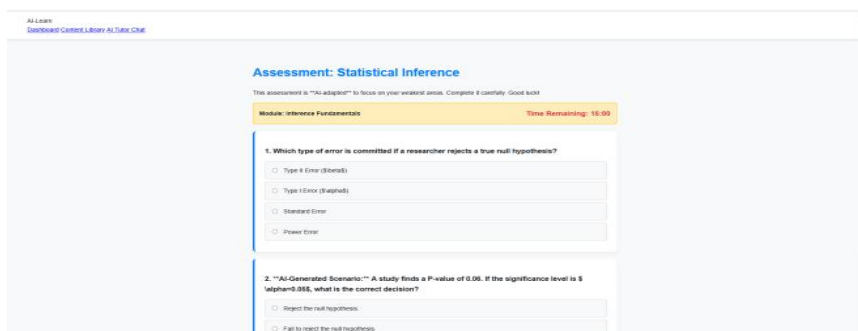 AI-Learn
Dashboard Content Library AI Tutor Chat
Assessment: Statistical Inference
This assessment is **AI-adapted** to focus on your weakest areas. Complete it carefully. Good luck!
Module: Inference Fundamentals
Time Remaining: 15:00
1. Which type of error is committed if a researcher rejects a true null hypothesis?
Type II Error ($\beta$)
Type I Error ($\alpha$)
Standard Error
Power Error
2. **AI-Generated Scenario:** A study finds a P-value of 0.06. If the significance level is $
\alpha=0.05$, what is the correct decision?
Reject the null hypothesis.
Fail to reject the null hypothesis.